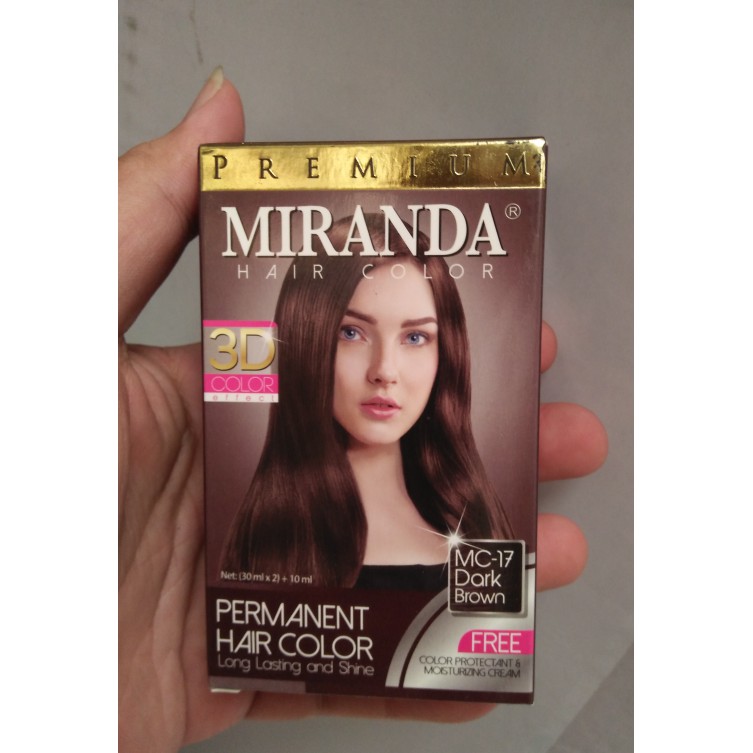 PREMIUM
MIRANDA®
HAIR COLOR
3D
COLOR
effect
MC-17
Dark
Brown
Net: (30 ml x 2) + 10 ml
PERMANENT
HAIR COLOR
Long Lasting and Shine
FREE
COLOR PROTECTANT &
MOISTURIZING CREAM